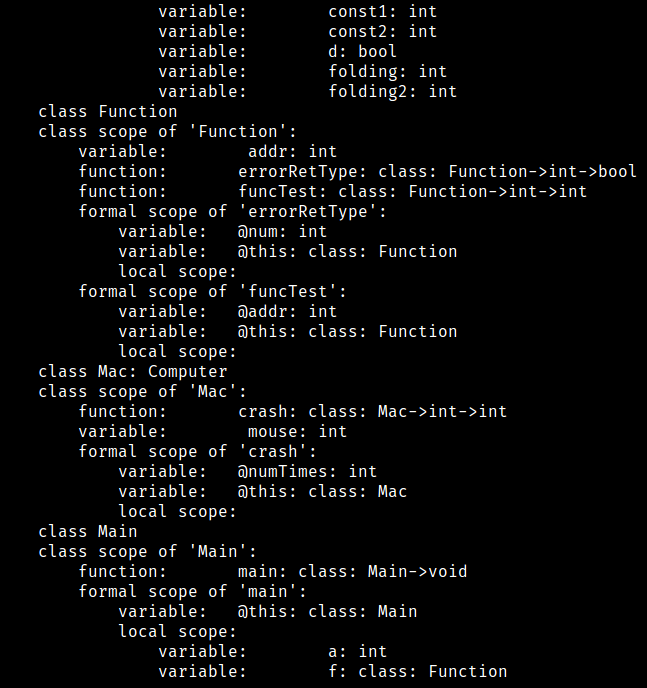 variable:        const1: int
variable:        const2: int
variable:        d: bool
variable:        folding: int
variable:        folding2: int
class Function
class scope of 'Function':
variable:        addr: int
function:       errorRetType: class: Function->int->bool
function:       funcTest: class: Function->int->int
formal scope of 'errorRetType':
variable:   @num: int
variable:   @this: class: Function
local scope:
formal scope of 'funcTest':
variable:   @addr: int
variable:   @this: class: Function
local scope:
class Mac: Computer
class scope of 'Mac':
function:       crash: class: Mac->int->int
variable:        mouse: int
formal scope of 'crash':
variable:   @numTimes: int
variable:   @this: class: Mac
local scope:
class Main
class scope of 'Main':
function:       main: class: Main->void
formal scope of 'main':
variable:   @this: class: Main
local scope:
variable:        a: int
variable:        f: class: Function